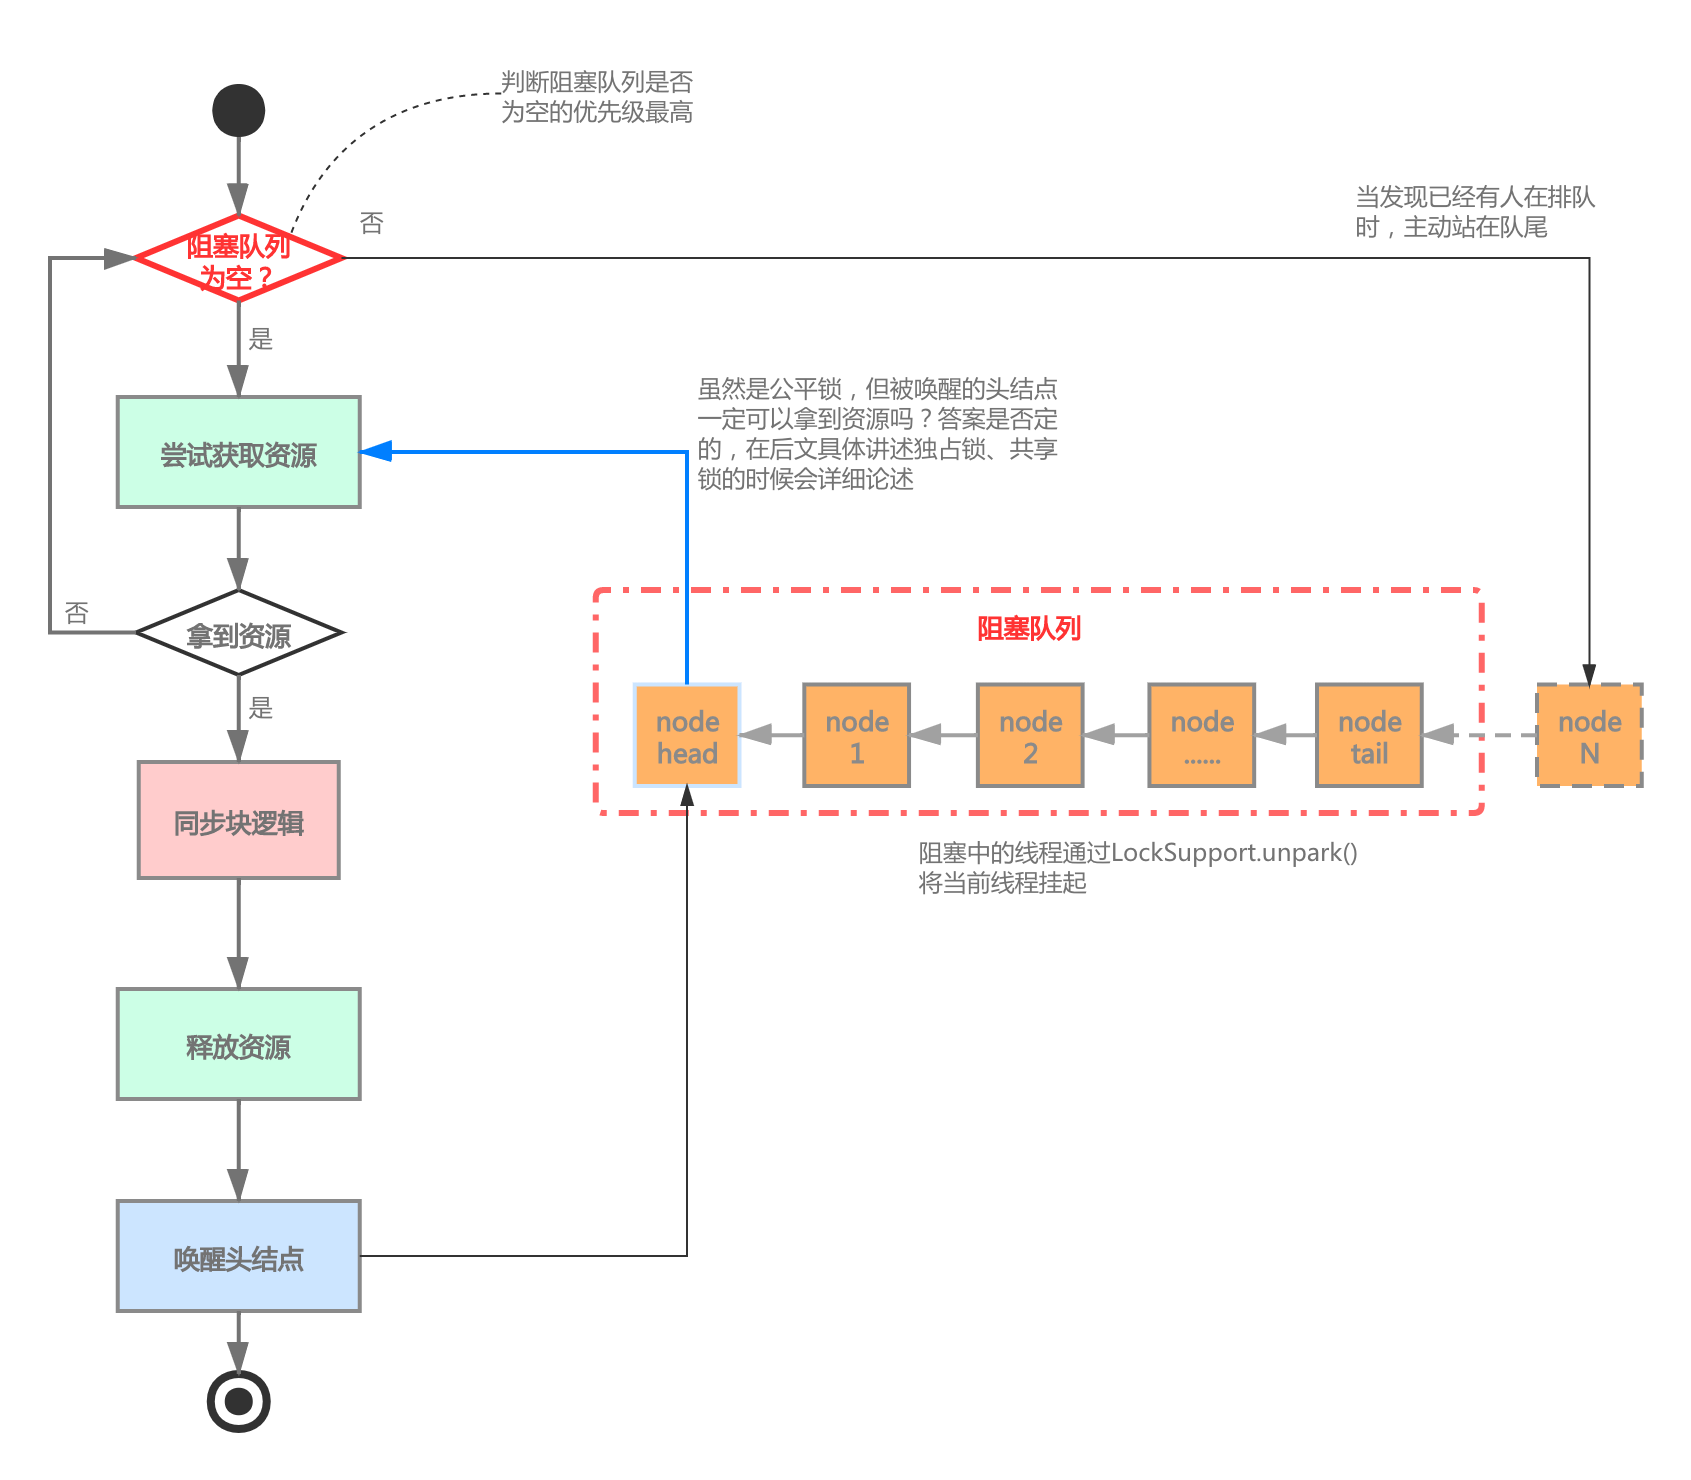 判断阻塞队列是否
为空的优先级最高
否
当发现已经有人在排队
时，主动站在队尾
阻塞队列
为空？
是
虽然是公平锁，但被唤醒的头结点
一定可以拿到资源吗？答案是否定
的，在后文具体讲述独占锁、共享
锁的时候会详细论述
尝试获取资源
否
拿到资源
是
阻塞队列
node
head
node
1
node
2
node
......
node
tail
node
N
同步块逻辑
阻塞中的线程通过LockSupport.unpark()
将当前线程挂起
释放资源
唤醒头结点